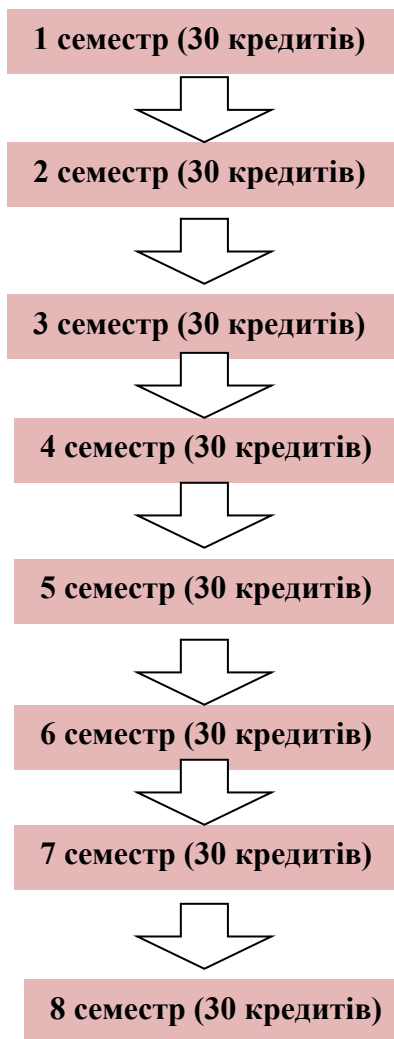 1 семестр (30 кредитів)
2 семестр (30 кредитів)
3 семестр (30 кредитів)
4 семестр (30 кредитів)
5 семестр (30 кредитів)
6 семестр (30 кредитів)
7 семестр (30 кредитів)
8 семестр (30 кредитів)